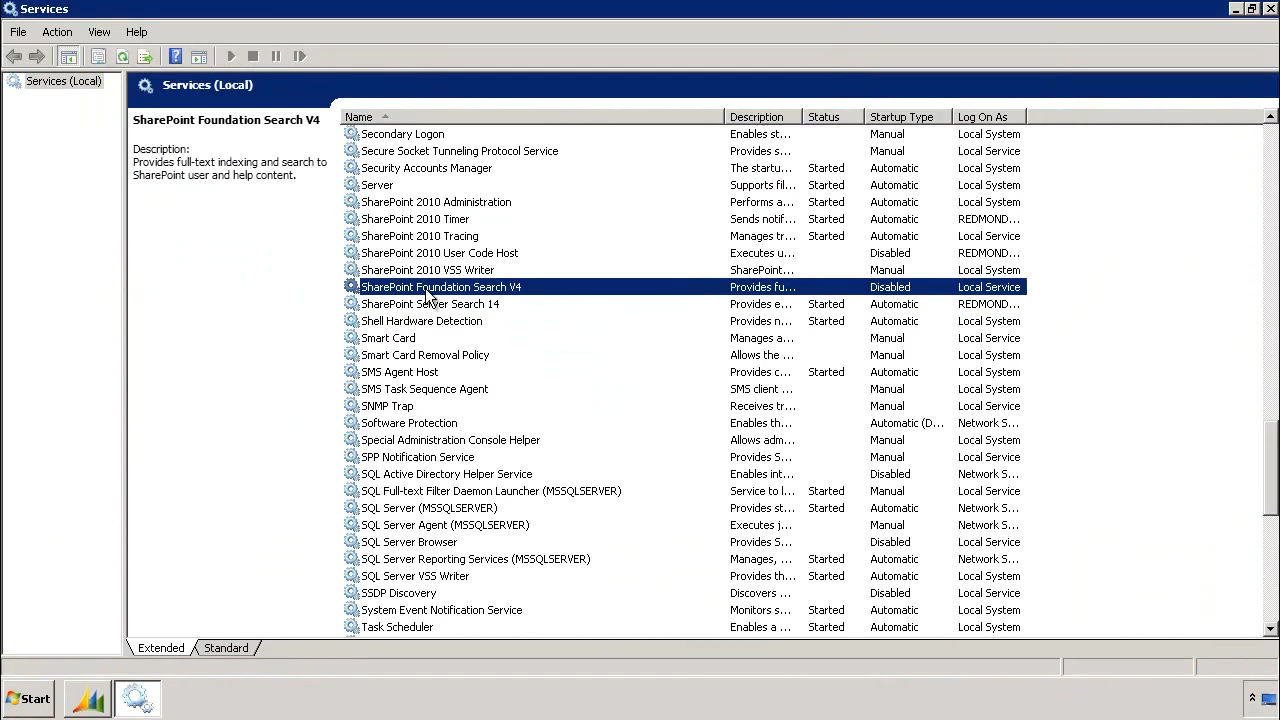 Services
File Action View Help
Services (Local)
Services (Local)
SharePoint Foundation Search V4
Description:
Provides full-text indexing and search to
SharePoint user and help content.
Name Description Status Startup Type Log On As
Secondary Logon Enables st... Manual Local System
Secure Socket Tunneling Protocol Service Provides s... Manual Local Service
Security Accounts Manager The startu... Started Automatic Local System
Server Supports fil... Started Automatic Local System
SharePoint 2010 Administration Performs a... Started Automatic Local System
SharePoint 2010 Timer Sends notif... Started Automatic REDMOND...
SharePoint 2010 Tracing Manages tr... Started Automatic Local Service
SharePoint 2010 User Code Host Executes u... Disabled REDMOND...
SharePoint 2010 VSS Writer SharePoint... Manual Local System
SharePoint Foundation Search V4 Provides fu... Disabled Local Service
SharePoint Server Search 14 Provides e... Started Automatic REDMOND...
Shell Hardware Detection Provides n... Started Automatic Local System
Smart Card Manages a... Manual Local Service
Smart Card Removal Policy Allows the ... Manual Local System
SMS Agent Host Provides c... Started Automatic Local System
SMS Task Sequence Agent SMS client ... Manual Local System
SNMP Trap Receives tr... Manual Local Service
Software Protection Enables th... Automatic (D... Network S...
Special Administration Console Helper Allows adm... Manual Local System
SPP Notification Service Provides S... Manual Local Service
SQL Active Directory Helper Service Enables int... Disabled Network S...
SQL Full-text Filter Daemon Launcher (MSSQLSERVER) Service to l... Started Manual Local Service
SQL Server (MSSQLSERVER) Provides st... Started Automatic Network S...
SQL Server Agent (MSSQLSERVER) Executes j... Manual Network S...
SQL Server Browser Provides S... Disabled Local Service
SQL Server Reporting Services (MSSQLSERVER) Manages, ... Started Automatic Network S...
SQL Server VSS Writer Provides th... Started Automatic Local System
SSDP Discovery Discovers ... Disabled Local Service
System Event Notification Service Monitors s... Started Automatic Local System
Task Scheduler Enables a ... Started Automatic Local System
Extended Standard
Start